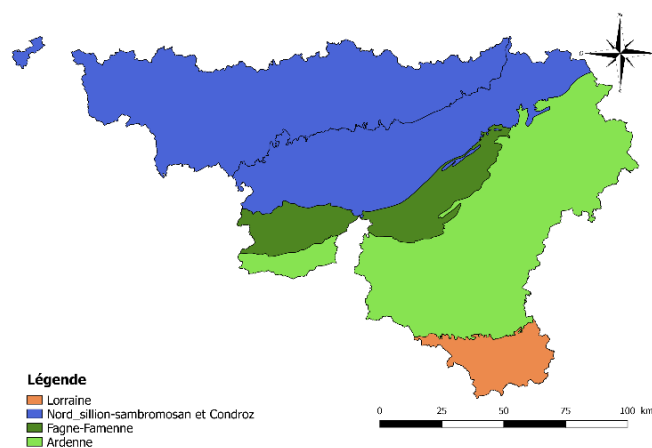 Légende
Lorraine
Nord_sillion-sambromosan et Condroz
Fagne-Famenne
Ardenne
0 25 50 75 100 km